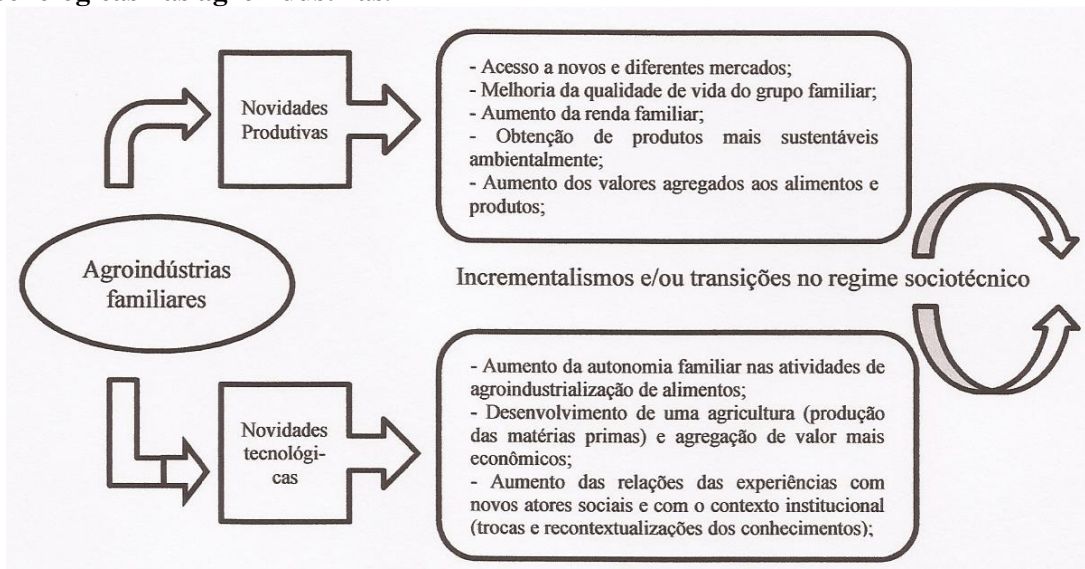 nas agroindústrias.
Novidades
Produtivas
- Acesso a novos e diferentes mercados;
- Melhoria da qualidade de vida do grupo familiar;
- Aumento da renda familiar;
- Obtenção de produtos mais sustentáveis
ambientalmente;
- Aumento dos valores agregados aos alimentos e
produtos;
Agroindústrias
familiares
Incrementalismos e/ou transições no regime sociotécnico
Novidades
tecnológi-
cas
- Aumento da autonomia familiar nas atividades de
agroindustrialização de alimentos;
- Desenvolvimento de uma agricultura (produção
das matérias primas) e agregação de valor mais
econômicos;
- Aumento das relações das experiências com
novos atores sociais e com o contexto institucional
(trocas e recontextualizações dos conhecimentos);